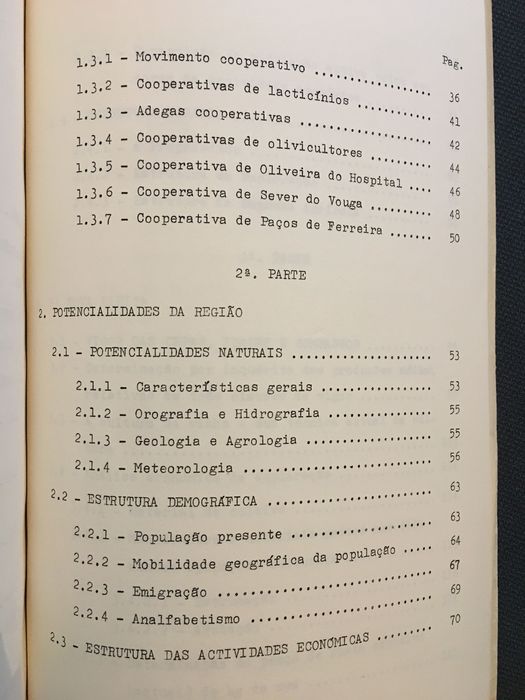 Pag.
1.3.1 - Movimento cooperativo .................. 36
1.3.2 - Cooperativas de lacticínios ............ 41
1.3.3 - Adegas cooperativas .................... 42
1.3.4 - Cooperativas de olivicultores .......... 44
1.3.5 - Cooperativa de Oliveira do Hospital .... 46
1.3.6 - Cooperativa de Sever do Vouga .......... 48
1.3.7 - Cooperativa de Paços de Ferreira ....... 50
2ª. PARTE
2. POTENCIALIDADES DA REGIÃO
2.1 - POTENCIALIDADES NATURAIS ..................... 53
2.1.1 - Características gerais ................. 53
2.1.2 - Orografia e Hidrografia ................ 55
2.1.3 - Geologia e Agrologia ................... 55
2.1.4 - Meteorologia ........................... 56
2.2 - ESTRUTURA DEMOGRÁFICA ........................ 63
2.2.1 - População presente ..................... 63
2.2.2 - Mobilidade geográfica da população ..... 64
2.2.3 - Emigração .............................. 67
2.2.4 - Analfabetismo .......................... 69
2.3 - ESTRUTURA DAS ACTIVIDADES ECONÓMICAS ......... 70